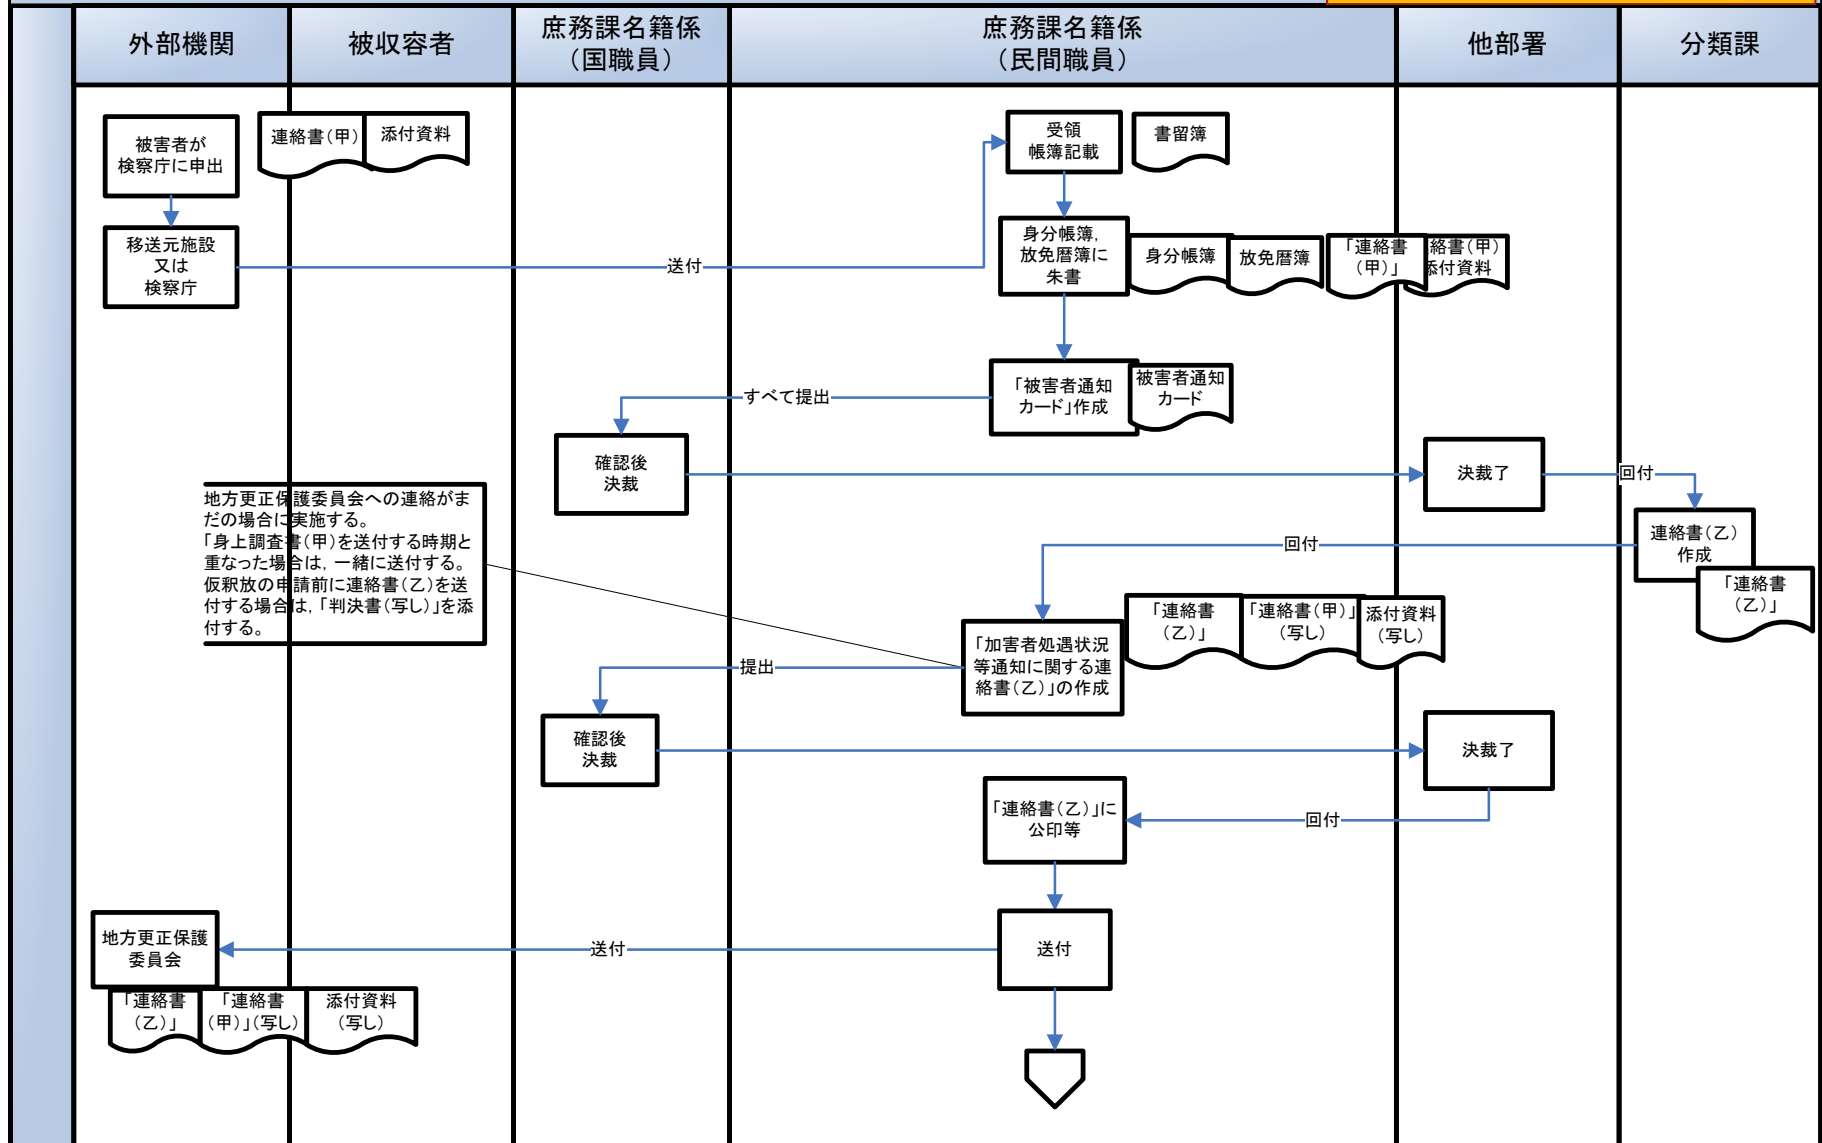 外部機関
被収容者
庶務課名籍係
（国職員）
庶務課名籍係
（民間職員）
他部署
分類課
被害者が
検察庁に申出
連絡書（甲）
添付資料
受領
帳簿記載
書留簿
移送元施設
又は
検察庁
送付
身分帳簿，
放免暦簿に
朱書
身分帳簿
放免暦簿
「連絡書
（甲）」
絡書（甲）
添付資料
すべて提出
「被害者通知
カード」作成
被害者通知
カード
確認後
決裁
決裁了
回付
地方更正保護委員会への連絡がま
だの場合に実施する。
「身上調査書（甲）を送付する時期と
重なった場合は，一緒に送付する。
仮釈放の申請前に連絡書（乙）を送
付する場合は，「判決書（写し）」を添
付する。
回付
連絡書（乙）
作成
「連絡書
（乙）」
「加害者処遇状況
等通知に関する連
絡書（乙）」の作成
「連絡書
（乙）」
「連絡書（甲）」
（写し）
添付資料
（写し）
提出
確認後
決裁
決裁了
「連絡書（乙）」に
公印等
回付
地方更正保護
委員会
送付
送付
「連絡書
（乙）」
「連絡書
（甲）」（写し）
添付資料
（写し）